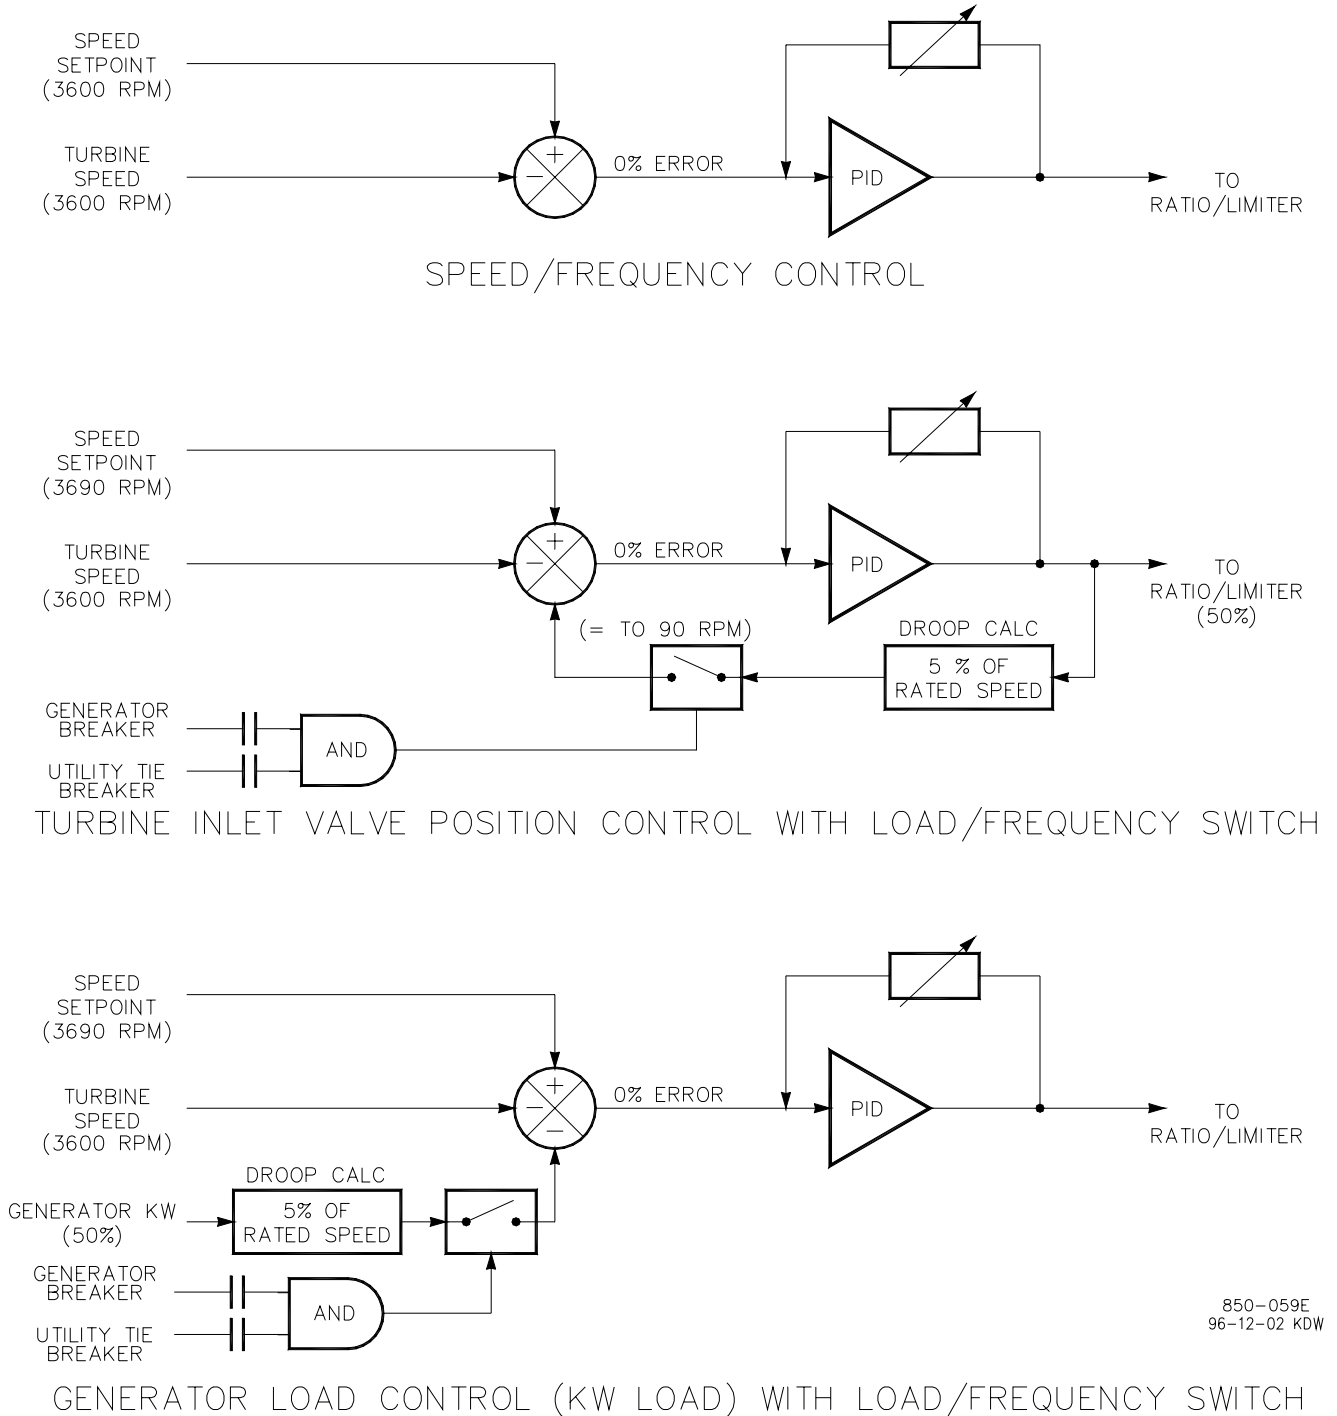 SPEED
SETPOINT
(3600 RPM)
+
TURBINE
SPEED
(3600 RPM)
−
0% ERROR
PID
TO
RATIO/LIMITER
SPEED/FREQUENCY CONTROL
SPEED
SETPOINT
(3690 RPM)
+
TURBINE
SPEED
(3600 RPM)
−
0% ERROR
PID
TO
RATIO/LIMITER
(50%)
(= TO 90 RPM)
DROOP CALC
5 % OF
RATED SPEED
GENERATOR
BREAKER
AND
UTILITY TIE
BREAKER
TURBINE INLET VALVE POSITION CONTROL WITH LOAD/FREQUENCY SWITCH
SPEED
SETPOINT
(3690 RPM)
+
TURBINE
SPEED
(3600 RPM)
−
−
0% ERROR
PID
TO
RATIO/LIMITER
DROOP CALC
GENERATOR KW
(50%)
5% OF
RATED SPEED
GENERATOR
BREAKER
AND
UTILITY TIE
BREAKER
850-059E
96-12-02 KDW
GENERATOR LOAD CONTROL (KW LOAD) WITH LOAD/FREQUENCY SWITCH